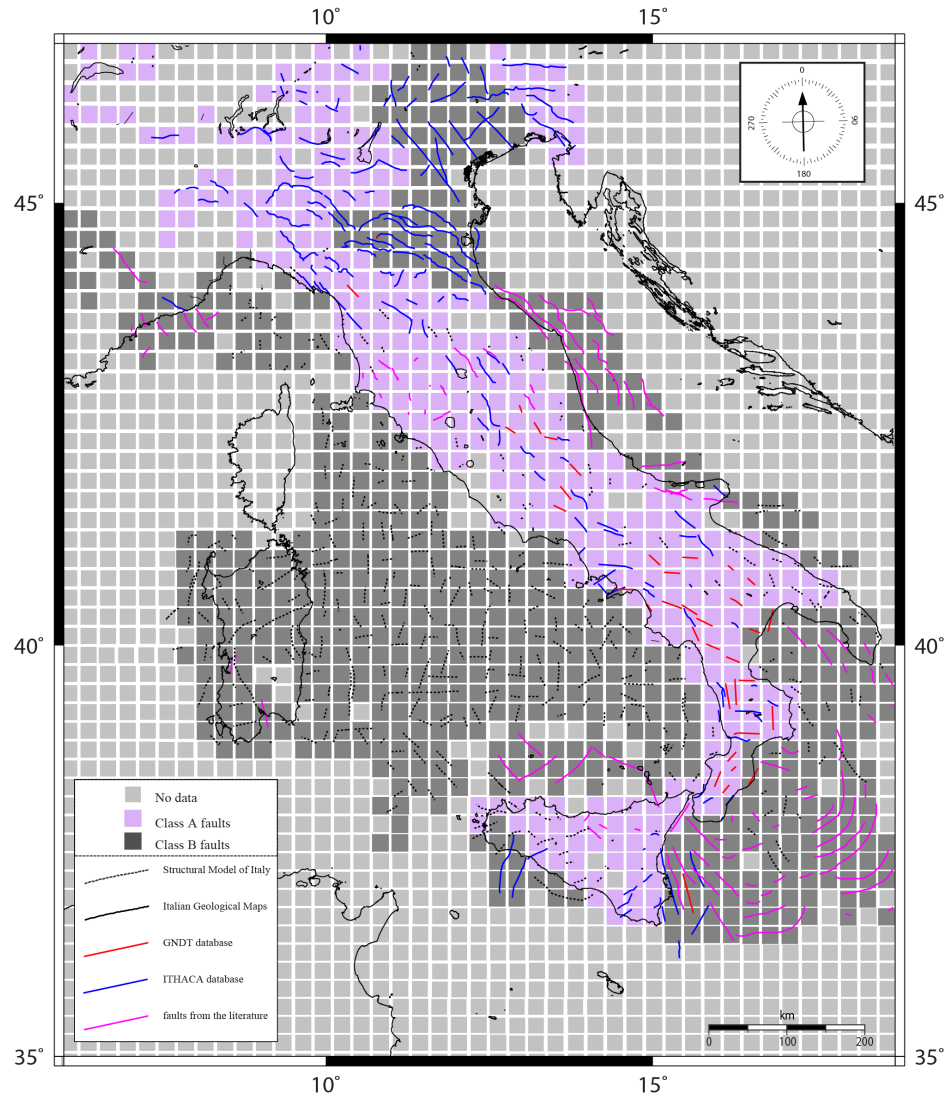 10° 15°
0
270 90
180
45° 45°
40° 40°
No data
Class A faults
Class B faults
Structural Model of Italy
Italian Geological Maps
GNDT database
ITHACA database
faults from the literature
km
0 100 200
35° 35°
10° 15°